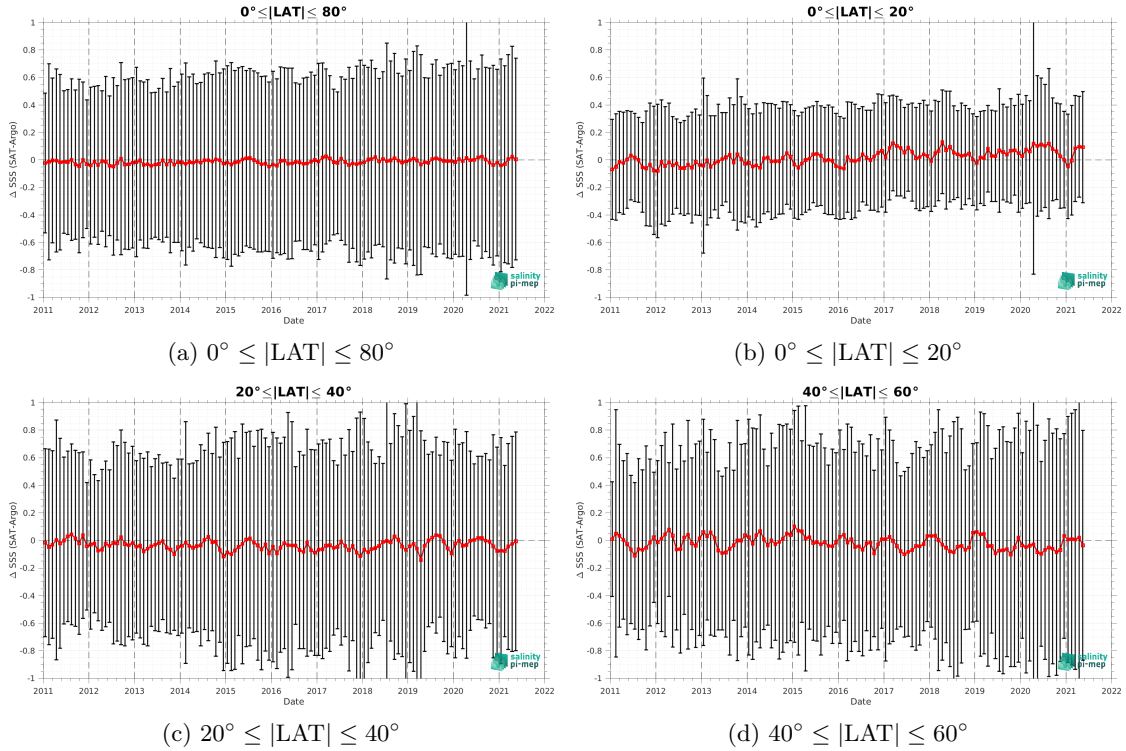 0°≤|LAT|≤ 80°
1
0.8
0.6
0.4
0.2
0
-0.2
-0.4
-0.6
-0.8
-1
Δ SSS (SAT-Argo)
2011 2012 2013 2014 2015 2016 2017 2018 2019 2020 2021 2022
Date
salinity
pi-mep
(a) 0° ≤ |LAT| ≤ 80°
0°≤|LAT|≤ 20°
1
0.8
0.6
0.4
0.2
0
-0.2
-0.4
-0.6
-0.8
-1
Δ SSS (SAT-Argo)
2011 2012 2013 2014 2015 2016 2017 2018 2019 2020 2021 2022
Date
salinity
pi-mep
(b) 0° ≤ |LAT| ≤ 20°
20°≤|LAT|≤ 40°
1
0.8
0.6
0.4
0.2
0
-0.2
-0.4
-0.6
-0.8
-1
Δ SSS (SAT-Argo)
2011 2012 2013 2014 2015 2016 2017 2018 2019 2020 2021 2022
Date
salinity
pi-mep
(c) 20° ≤ |LAT| ≤ 40°
40°≤|LAT|≤ 60°
1
0.8
0.6
0.4
0.2
0
-0.2
-0.4
-0.6
-0.8
-1
Δ SSS (SAT-Argo)
2011 2012 2013 2014 2015 2016 2017 2018 2019 2020 2021 2022
Date
salinity
pi-mep
(d) 40° ≤ |LAT| ≤ 60°